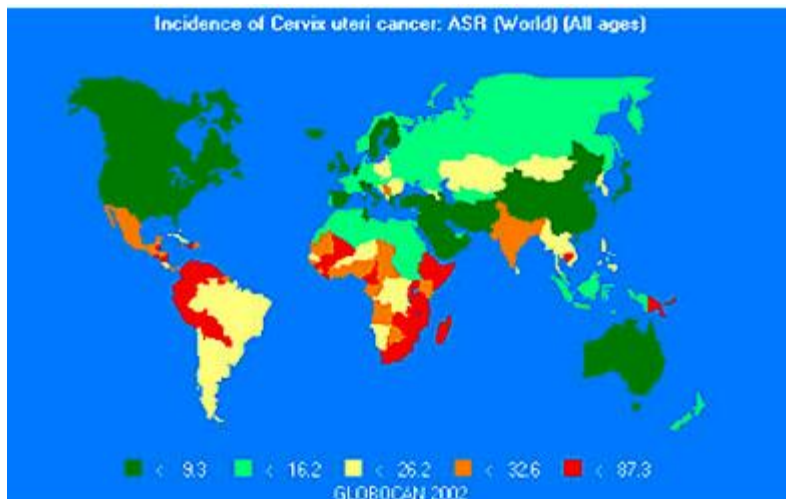 Incidence of Cervix uteri cancer: ASR (World) (All ages)
< 9.3 < 16.2 < 26.2 < 32.6 < 87.3
GLOBOCAN 2002